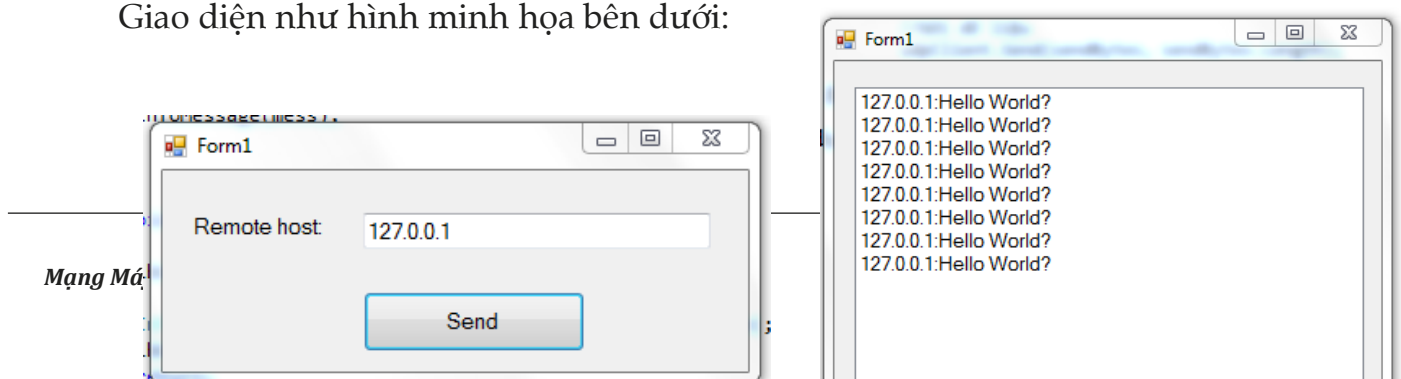 Giao diện như hình minh họa bên dưới:
Form1
Remote host:
127.0.0.1
Send
Mạng Má
;
Form1
127.0.0.1:Hello World?
127.0.0.1:Hello World?
127.0.0.1:Hello World?
127.0.0.1:Hello World?
127.0.0.1:Hello World?
127.0.0.1:Hello World?
127.0.0.1:Hello World?
127.0.0.1:Hello World?